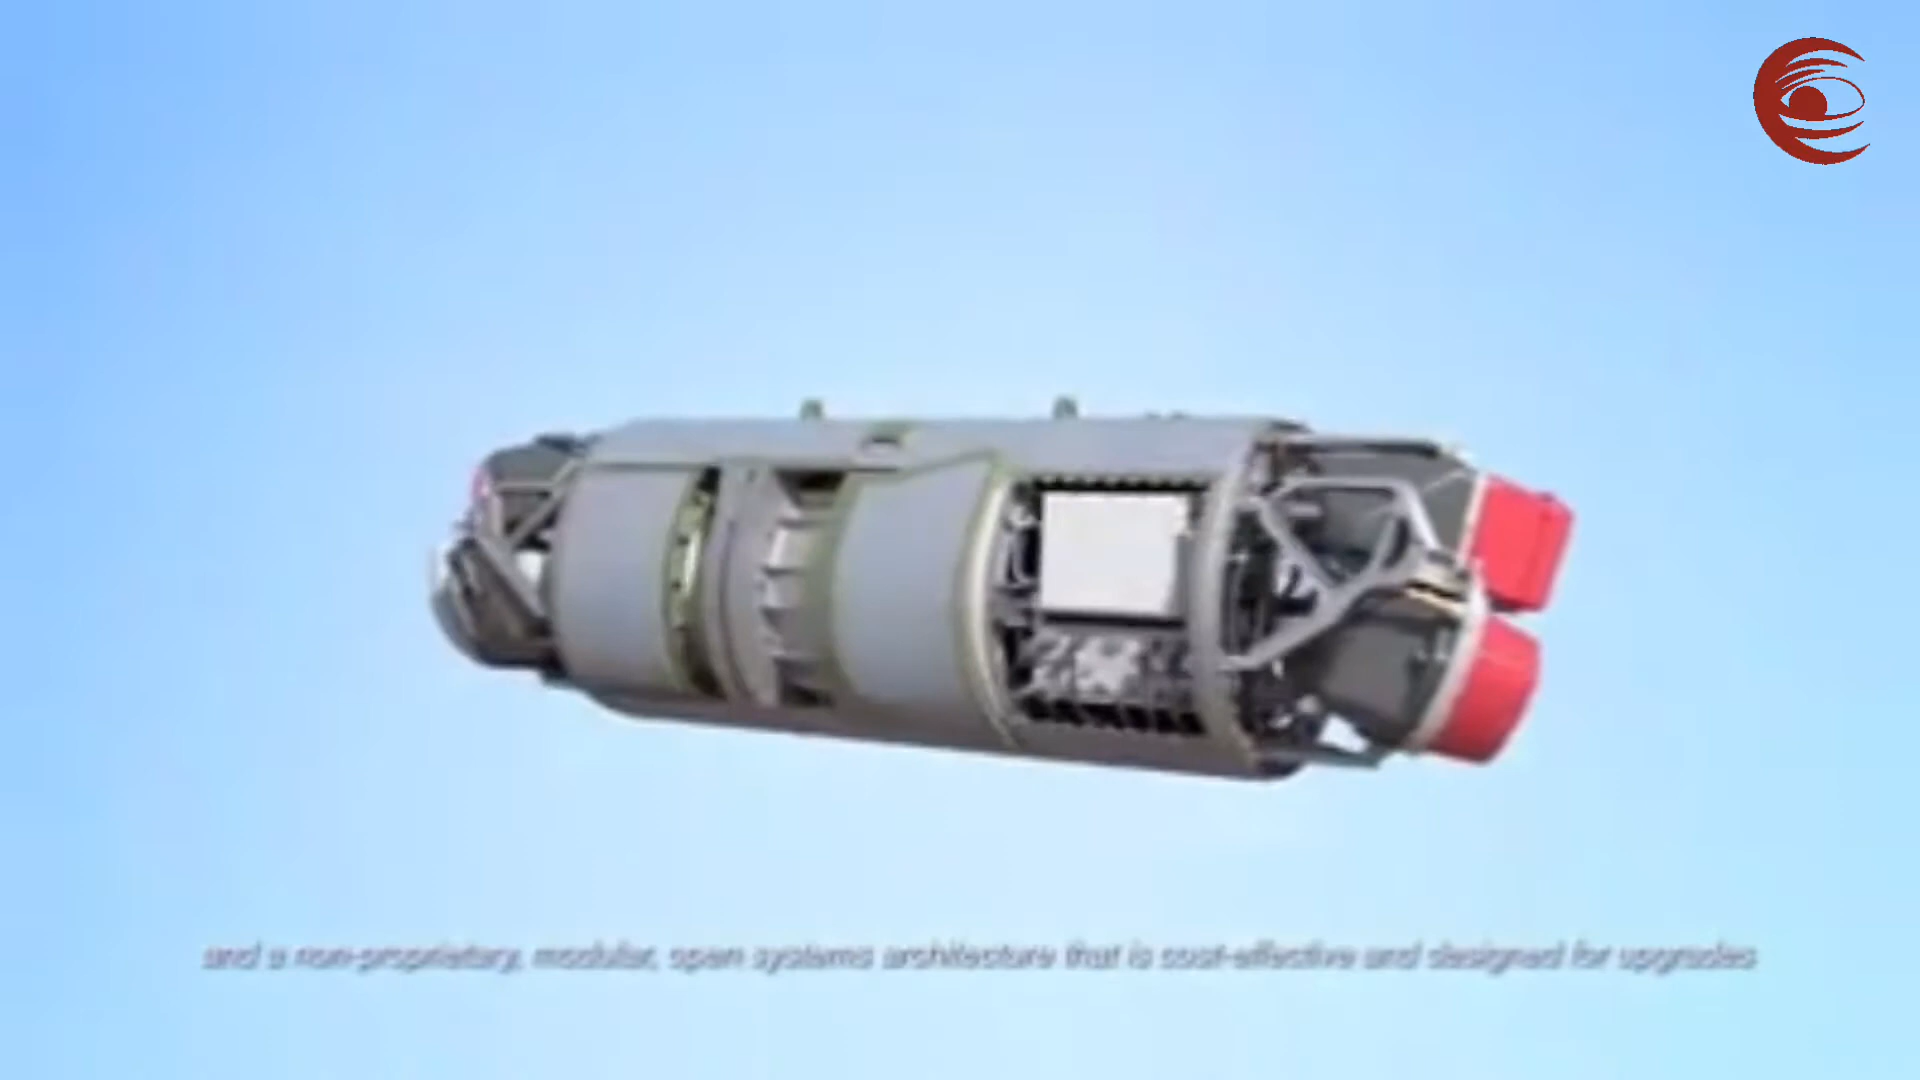 and a non-proprietary, modular, open systems architecture that is cost-effective and designed for upgrades